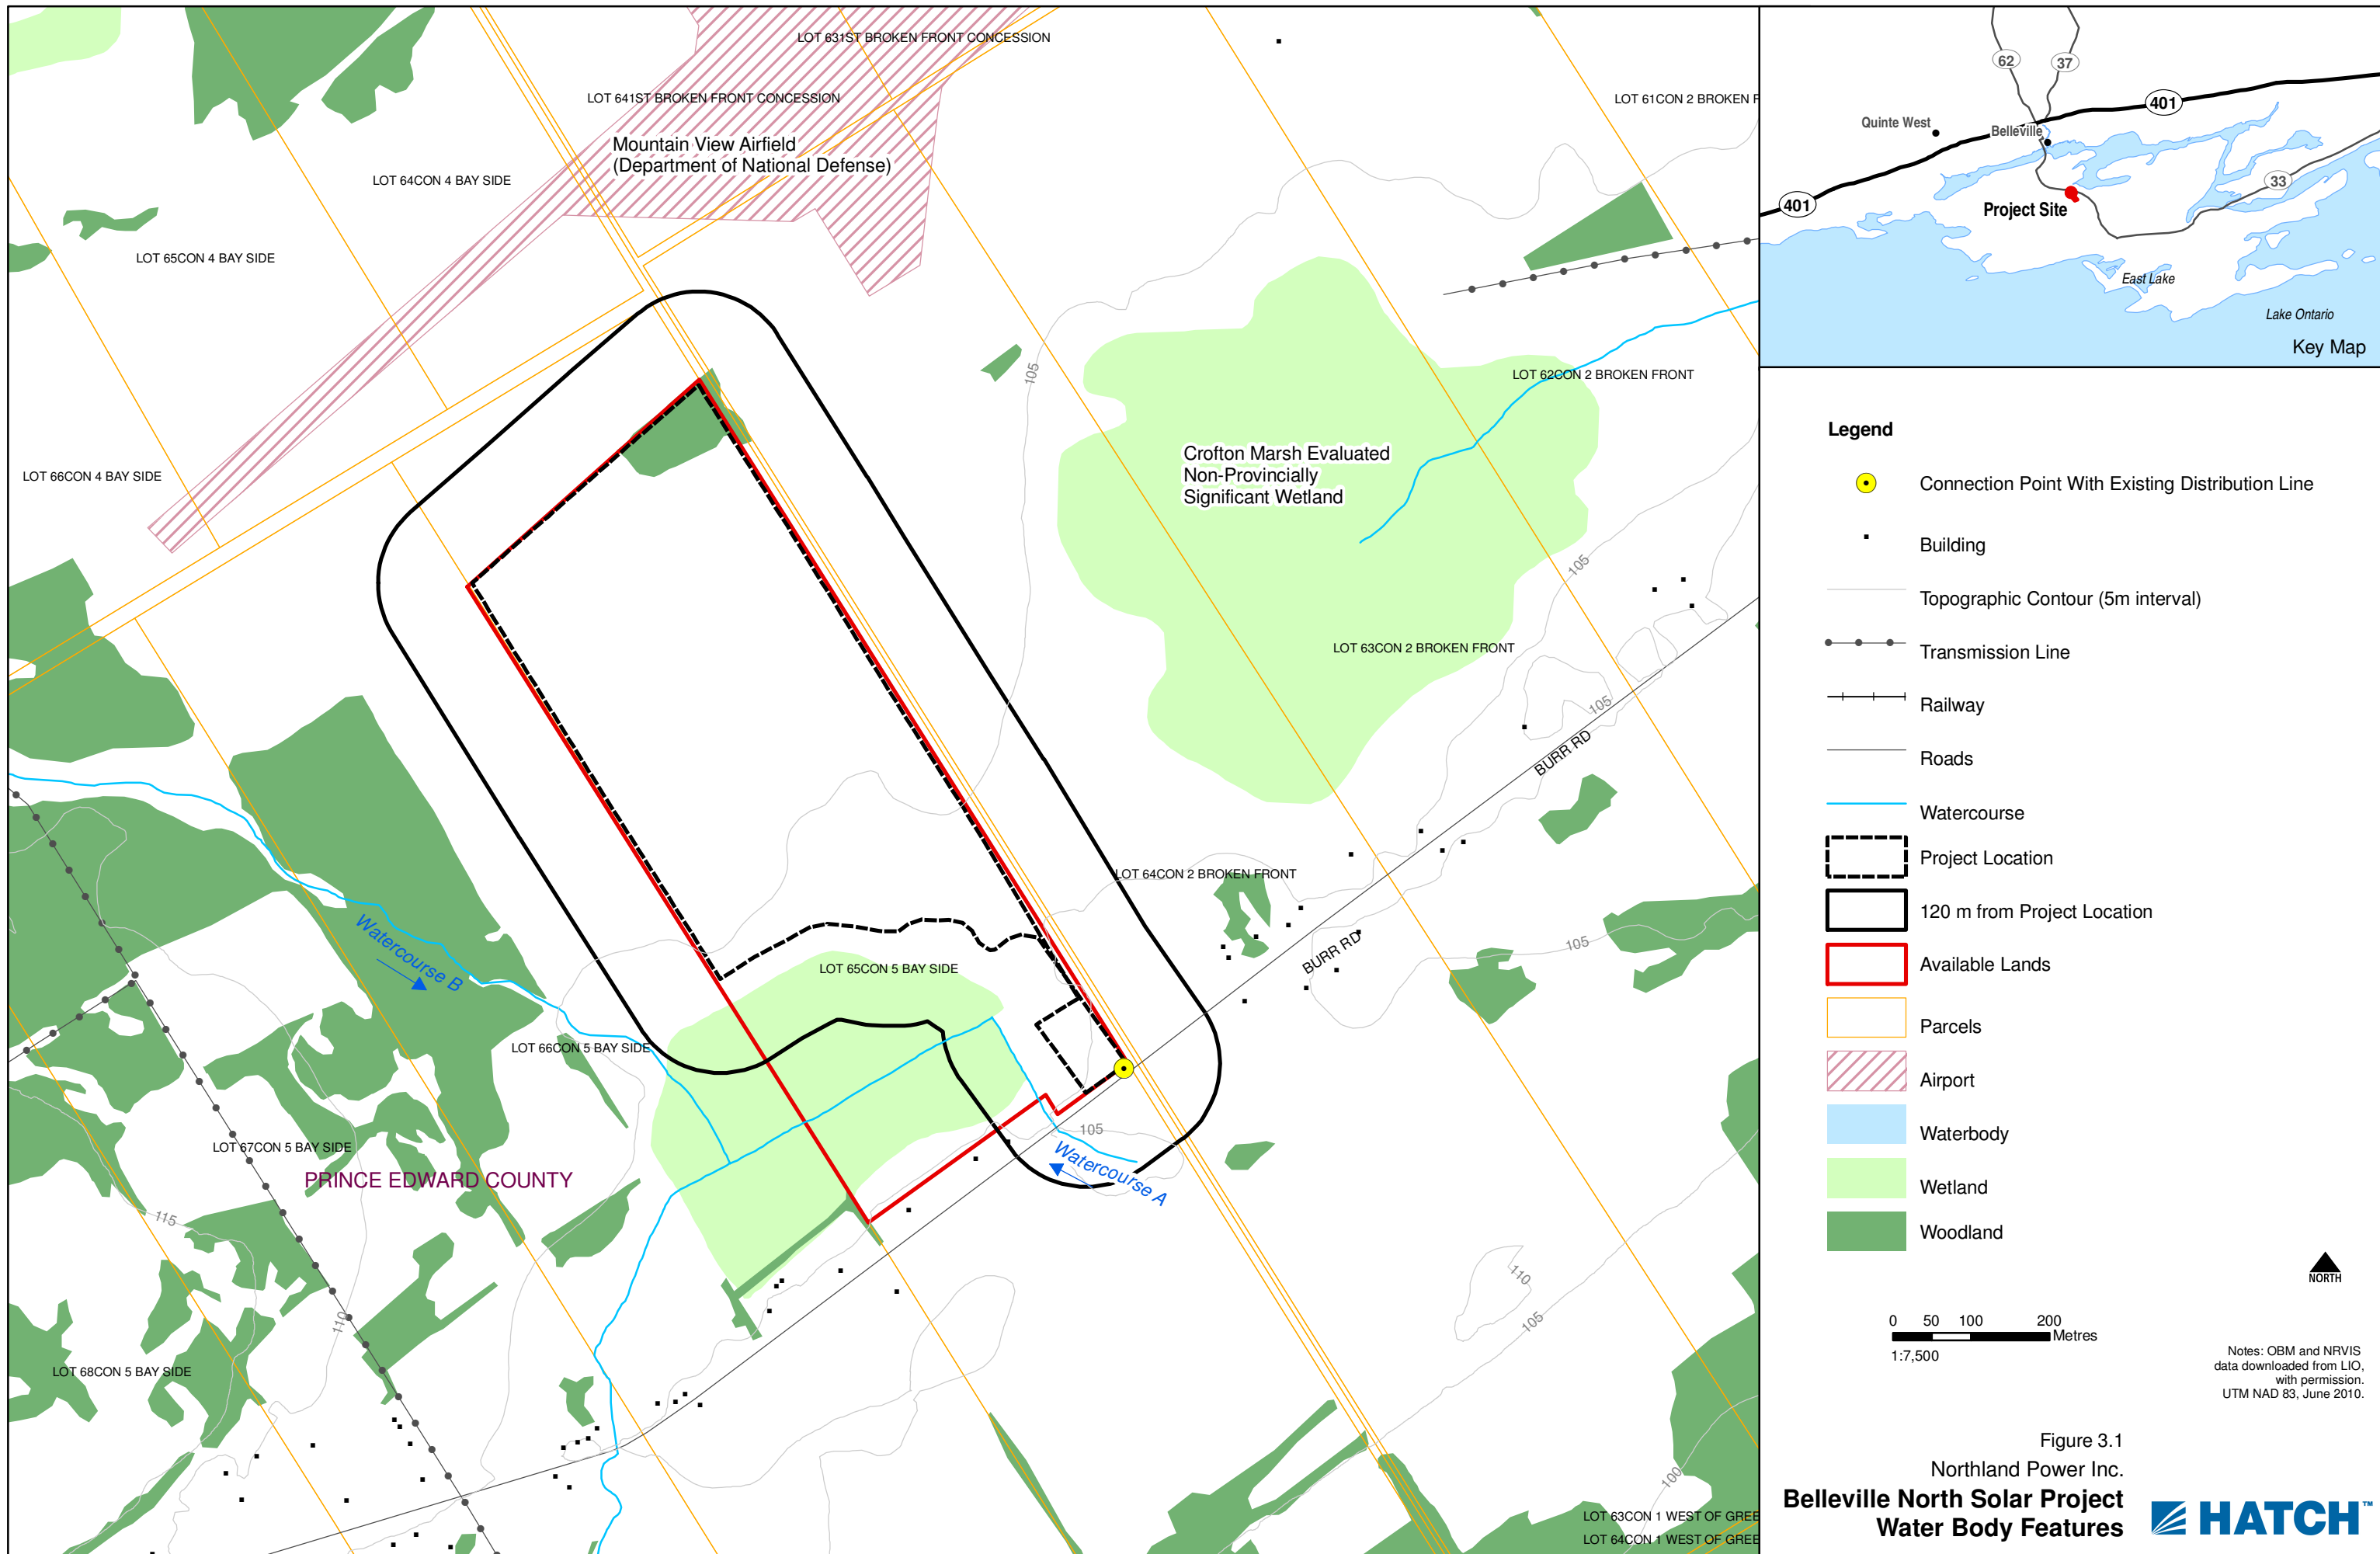 LOT 631ST BROKEN FRONT CONCESSION
LOT 641ST BROKEN FRONT CONCESSION
LOT 61CON 2 BROKEN F
Mountain View Airfield
(Department of National Defense)
LOT 64CON 4 BAY SIDE
LOT 65CON 4 BAY SIDE
105
LOT 62CON 2 BROKEN FRONT
LOT 66CON 4 BAY SIDE
Crofton Marsh Evaluated
Non-Provincially
Significant Wetland
105
LOT 63CON 2 BROKEN FRONT
105
BURR RD
LOT 64CON 2 BROKEN FRONT
Watercourse B
BURR RD
105
LOT 65CON 5 BAY SIDE
LOT 66CON 5 BAY SIDE
105
LOT 67CON 5 BAY SIDE
Watercourse A
PRINCE EDWARD COUNTY
115
110
110
105
LOT 68CON 5 BAY SIDE
100
LOT 63CON 1 WEST OF GREE
LOT 64CON 1 WEST OF GREE
62
37
401
Quinte West
Belleville
33
401
Project Site
East Lake
Lake Ontario
Key Map
Legend
Connection Point With Existing Distribution Line
Building
Topographic Contour (5m interval)
Transmission Line
Railway
Roads
Watercourse
Project Location
120 m from Project Location
Available Lands
Parcels
Airport
Waterbody
Wetland
Woodland
NORTH
0 50 100 200
Metres
1:7,500
Notes: OBM and NRVIS
data downloaded from LIO,
with permission.
UTM NAD 83, June 2010.
Figure 3.1
Northland Power Inc.
Belleville North Solar Project
Water Body Features
HATCH™